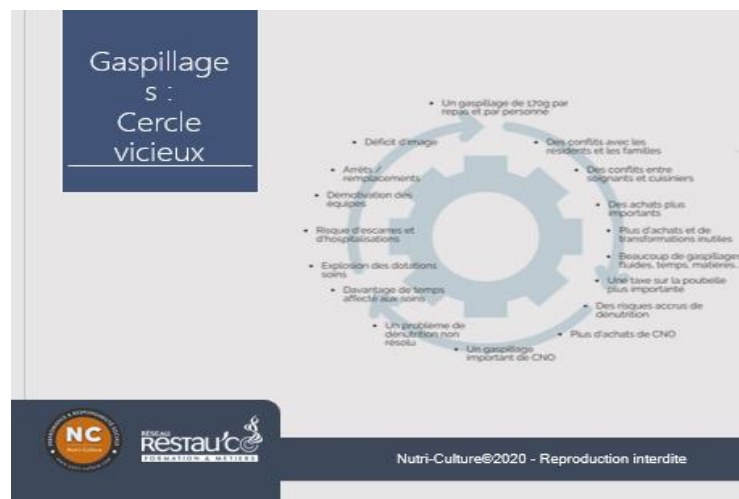 Gaspillage
s :
Cercle
vicieux
• Un gaspillage de 170g par
repas et par personne
• Des conflits avec les
résidents et les familles
• Des conflits entre
soignants et cuisiniers
• Des achats plus
importants
• Plus d'achats et de
transformations inutiles
• Beaucoup de gaspillages
fluides, temps, matières..
• Une taxe sur la poubelle
plus importante
• Des risques accrus de
dénutrition
• Plus d'achats de CNO
• Un gaspillage
important de CNO
• Un problème de
dénutrition non
résolu
• Davantage de temps
affecté aux soins
• Explosion des dotations
soins
• Risque d'escarres et
d'hospitalisations
• Démotivation des
équipes
• Arrêts /
remplacements
• Déficit d'image
NC
Nutri-Culture
RÉSEAU
RESTAU'CO
FORMATION & MÉTIERS
Nutri-Culture©2020 - Reproduction interdite